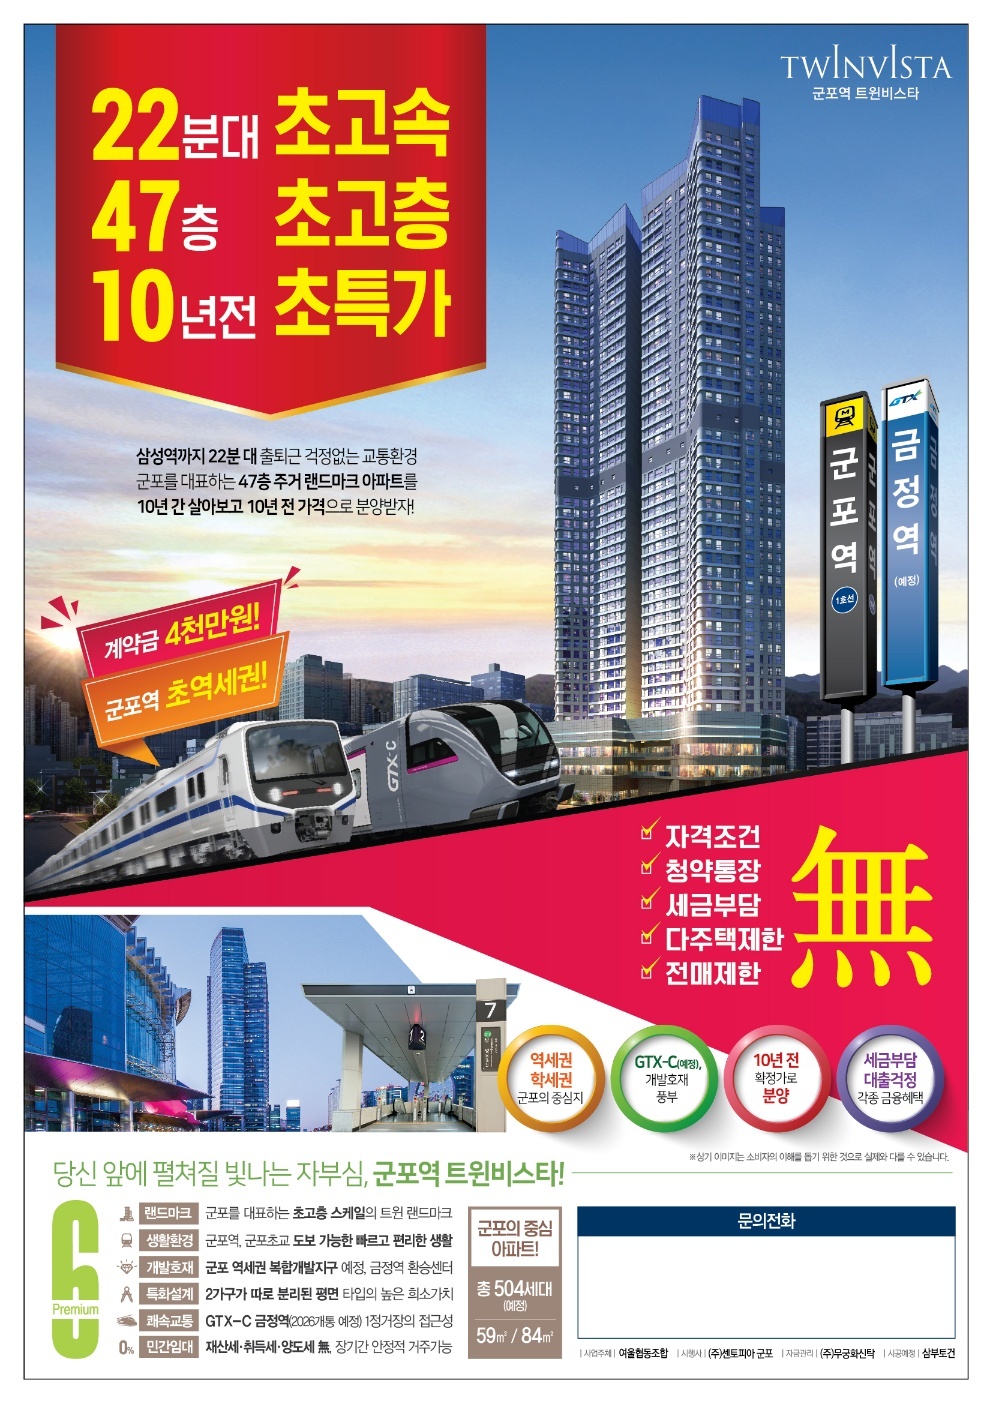 TWINVISTA
군포역 트윈비스타
22분대 초고속
47층 초고층
10년전 초특가
삼성역까지 22분 대 출퇴근 걱정없는 교통환경
군포를 대표하는 47층 주거 랜드마크 아파트를
10년 간 살아보고 10년 전 가격으로 분양받자!
군포역
1호선
GTX
금정역
(예정)
계약금 4천만원!
군포역 초역세권!
GTX-C
자격조건
청약통장
세금부담
다주택제한
전매제한
無
7
역세권
학세권
군포의 중심지
GTX-C(예정),
개발호재
풍부
10년 전
확정가로
분양
세금부담
대출걱정
각종 금융혜택
※상기 이미지는 소비자의 이해를 돕기 위한 것으로 실제와 다를 수 있습니다.
당신 앞에 펼쳐질 빛나는 자부심, 군포역 트윈비스타!
6
Premium
랜드마크 군포를 대표하는 초고층 스케일의 트윈 랜드마크
생활환경 군포역, 군포초교 도보 가능한 빠르고 편리한 생활
개발호재 군포 역세권 복합개발지구 예정, 금정역 환승센터
특화설계 2가구가 따로 분리된 평면 타입의 높은 희소가치
쾌속교통 GTX-C 금정역(2026개통 예정) 1정거장의 접근성
0% 민간임대 재산세·취득세·양도세 無, 장기간 안정적 거주가능
군포의 중심
아파트!
총 504세대
(예정)
59㎡ / 84㎡
문의전화
| 사업주체 | 여울협동조합 | 시행사 | (주)센토피아 군포 | 자금관리 | (주)무궁화신탁 | 시공예정 | 삼부토건